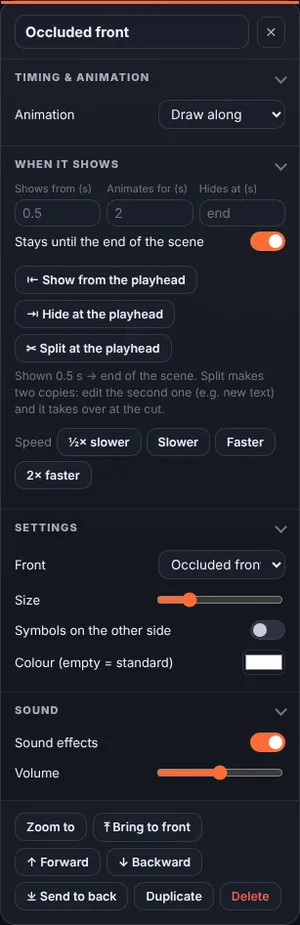 Occluded front ✕
TIMING & ANIMATION
Animation Draw along
WHEN IT SHOWS
Shows from (s) Animates for (s) Hides at (s)
0.5 2 end
Stays until the end of the scene
⇤ Show from the playhead
⇥ Hide at the playhead
✂ Split at the playhead
Shown 0.5 s → end of the scene. Split makes
two copies: edit the second one (e.g. new text)
and it takes over at the cut.
Speed ½× slower Slower Faster
2× faster
SETTINGS
Front Occluded front
Size
Symbols on the other side
Colour (empty = standard)
SOUND
Sound effects
Volume
Zoom to ⤒ Bring to front
↑ Forward ↓ Backward
⤓ Send to back Duplicate Delete